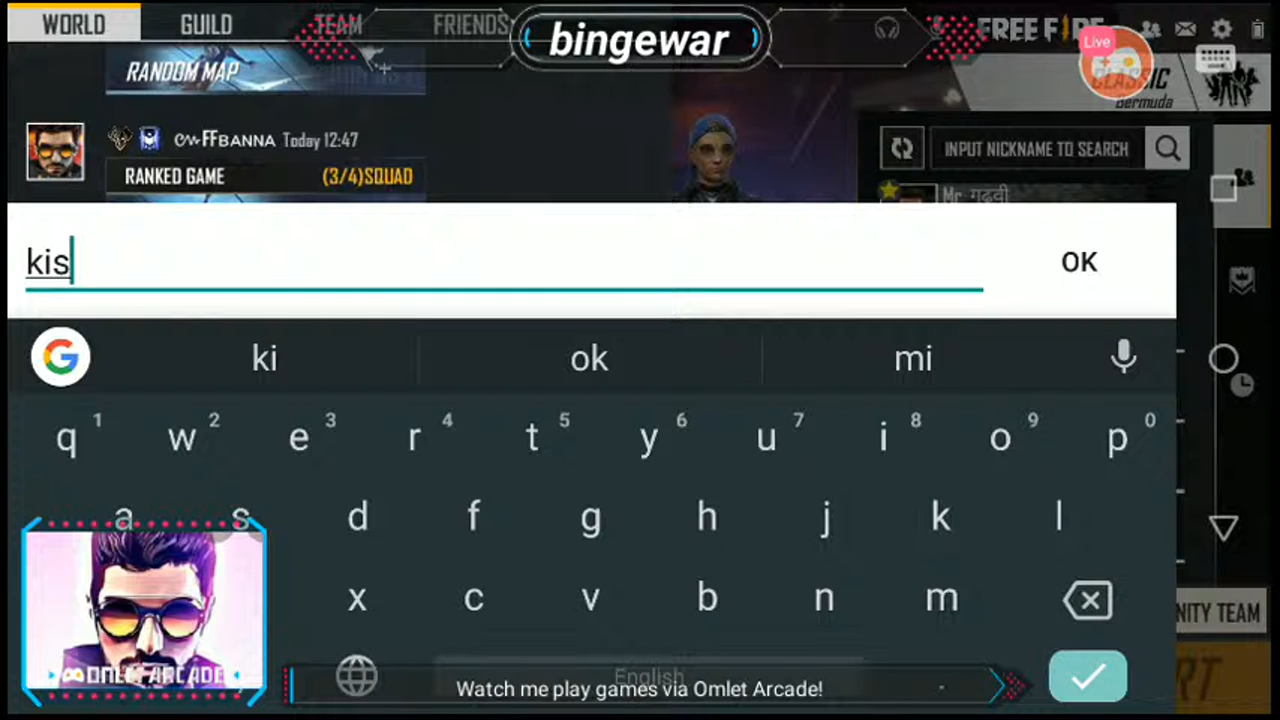 WORLD GUILD TEAM FRIENDS
bingewar
FREE FIRE
Live
RANDOM MAP
CLASSIC
Bermuda
FFBANNA Today 12:47
INPUT NICKNAME TO SEARCH
RANKED GAME (3/4)SQUAD
Mr. गढवी
kis
OK
G ki ok mi
q 1 w 2 e 3 r 4 t 5 y 6 u 7 i 8 o 9 p 0
a s d f g h j k l
x c v b n m
NITY TEAM
English
OMLET ARCADE
Watch me play games via Omlet Arcade!
RT